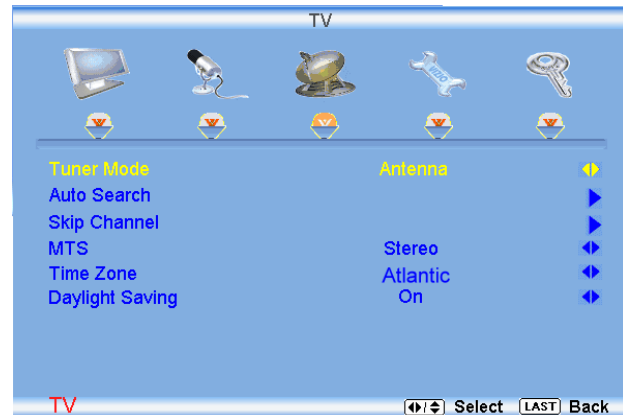 TV
VIZIO
Tuner Mode Antenna
Auto Search
Skip Channel
MTS Stereo
Time Zone Atlantic
Daylight Saving On
TV Select LAST Back